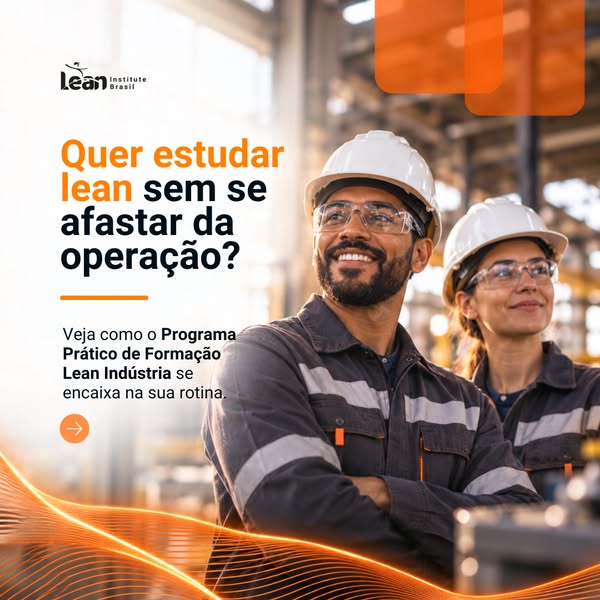 Lean Institute
Brasil
Quer estudar
lean sem se
afastar da
operação?
Veja como o Programa
Prático de Formação
Lean Indústria se
encaixa na sua rotina.